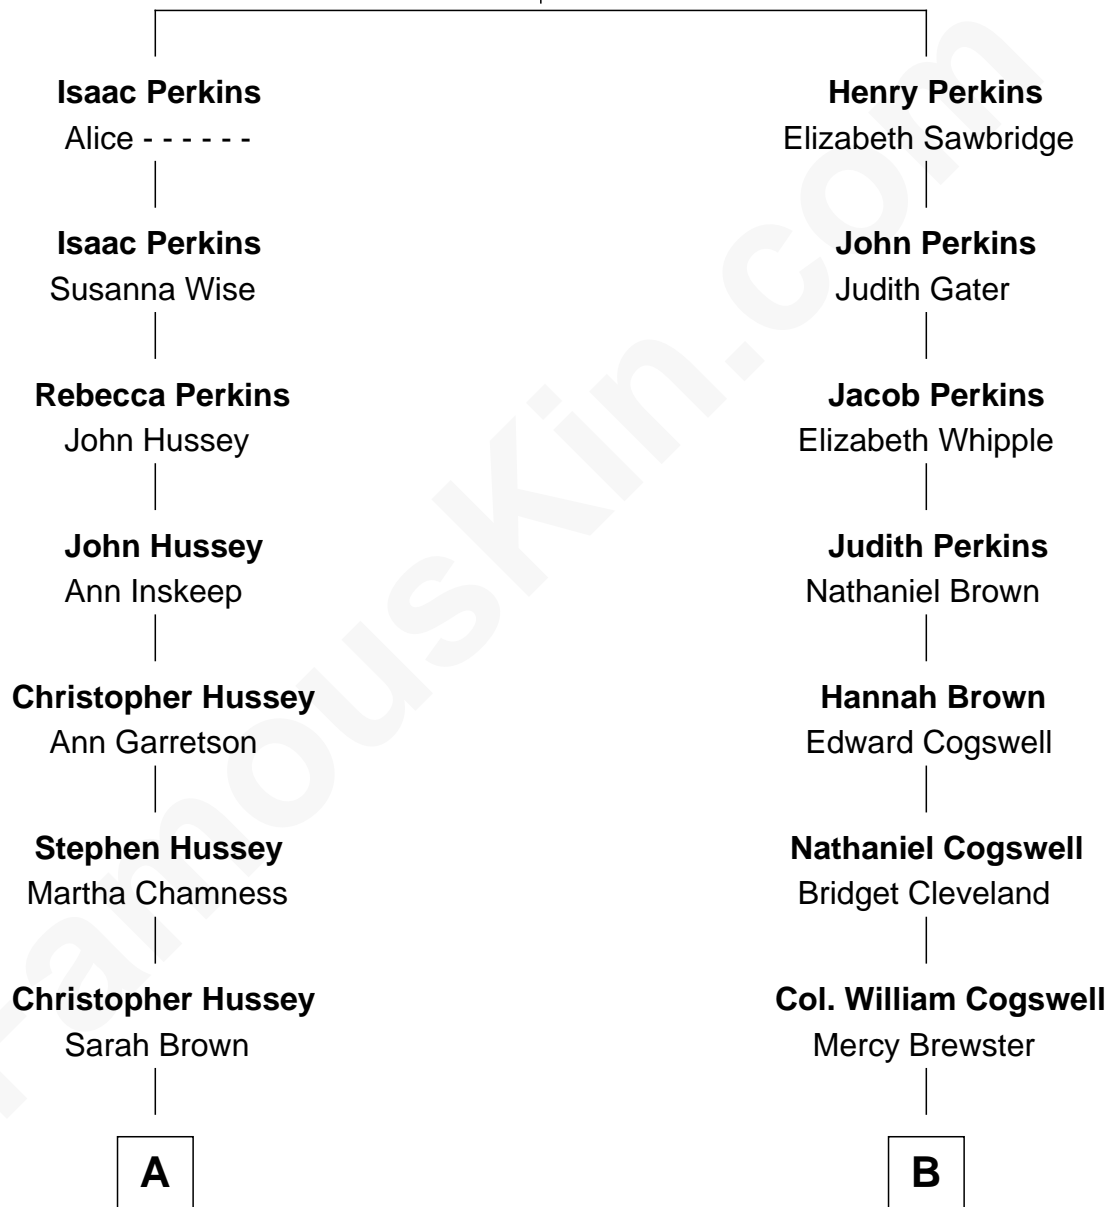 Isaac Perkins
Alice - - - - - -
Henry Perkins
Elizabeth Sawbridge
Isaac Perkins
Susanna Wise
John Perkins
Judith Gater
Rebecca Perkins
John Hussey
Jacob Perkins
Elizabeth Whipple
John Hussey
Ann Inskeep
Judith Perkins
Nathaniel Brown
Christopher Hussey
Ann Garretson
Hannah Brown
Edward Cogswell
Stephen Hussey
Martha Chamness
Nathaniel Cogswell
Bridget Cleveland
Christopher Hussey
Sarah Brown
Col. William Cogswell
Mercy Brewster
A
B
FamousKin.com